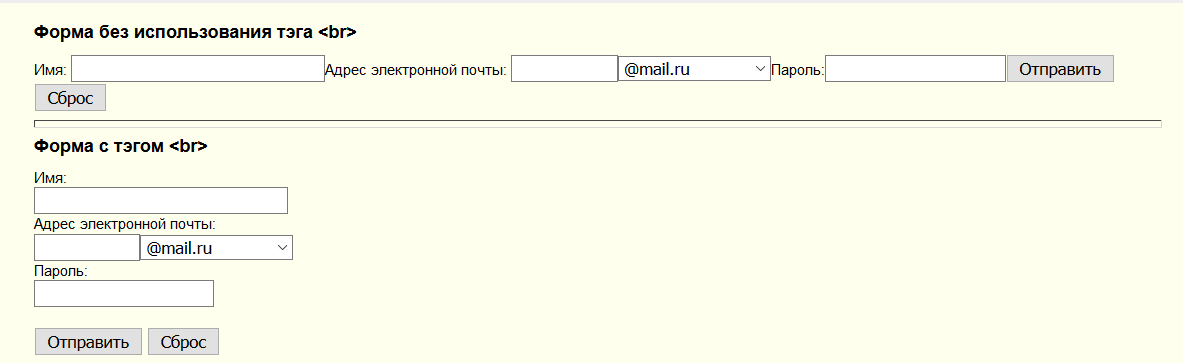 Форма без использования тэга <br>
Имя: Адрес электронной почты: @mail.ru Пароль: Отправить
Сброс
Форма с тэгом <br>
Имя:
Адрес электронной почты:
@mail.ru
Пароль:
Отправить Сброс